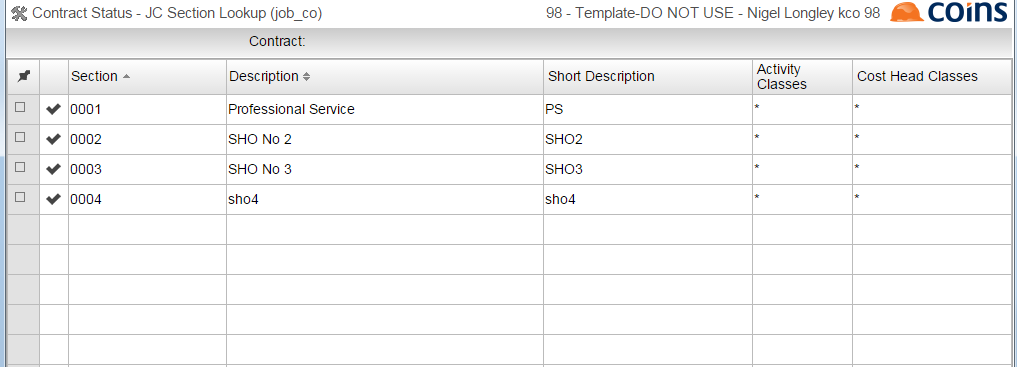 Contract Status - JC Section Lookup (job_co) 98 - Template-DO NOT USE - Nigel Longley kco 98 coins
Contract:
Section Description Short Description Activity Classes Cost Head Classes
0001 Professional Service PS * *
0002 SHO No 2 SHO2 * *
0003 SHO No 3 SHO3 * *
0004 sho4 sho4 * *